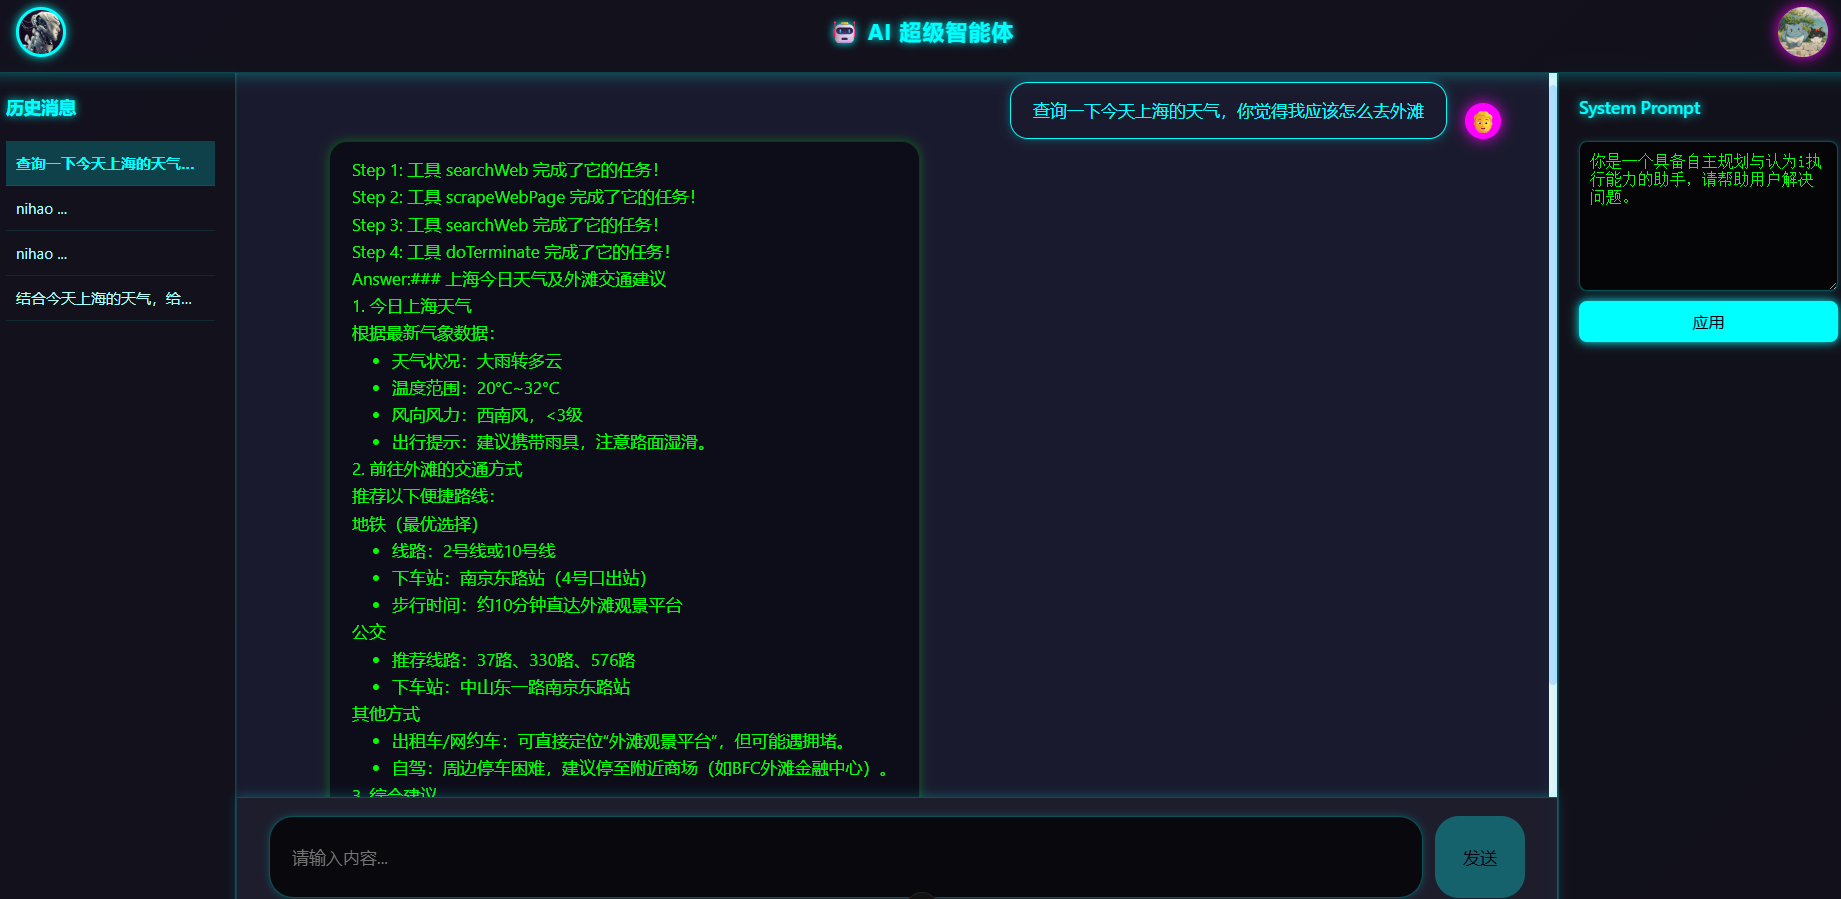 AI 超级智能体
历史消息
查询一下今天上海的天气...
nihao ...
nihao ...
结合今天上海的天气，给...
查询一下今天上海的天气，你觉得我应该怎么去外滩
Step 1: 工具 searchWeb 完成了它的任务！
Step 2: 工具 scrapeWebPage 完成了它的任务！
Step 3: 工具 searchWeb 完成了它的任务！
Step 4: 工具 doTerminate 完成了它的任务！
Answer:### 上海今日天气及外滩交通建议
1. 今日上海天气
根据最新气象数据：
• 天气状况：大雨转多云
• 温度范围：20°C~32°C
• 风向风力：西南风，<3级
• 出行提示：建议携带雨具，注意路面湿滑。
2. 前往外滩的交通方式
推荐以下便捷路线：
地铁（最优选择）
• 线路：2号线或10号线
• 下车站：南京东路站（4号口出站）
• 步行时间：约10分钟直达外滩观景平台
公交
• 推荐线路：37路、330路、576路
• 下车站：中山东一路南京东路站
其他方式
• 出租车/网约车：可直接定位“外滩观景平台”，但可能遇拥堵。
• 自驾：周边停车困难，建议停至附近商场（如BFC外滩金融中心）。
3. 综合建议
请输入内容...
发送
System Prompt
你是一个具备自主规划与认为i执
行能力的助手，请帮助用户解决
问题。
应用